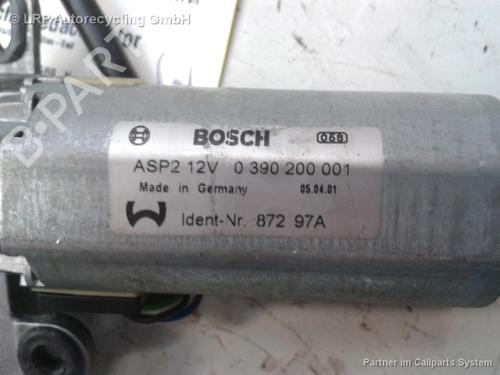 © LRP Autorecycling GmbH
B-PARTS
BOSCH 068
ASP2 12V 0 390 200 001
Made in Germany 05.04.01
Ident-Nr. 872 97A
Partner im Callparts System